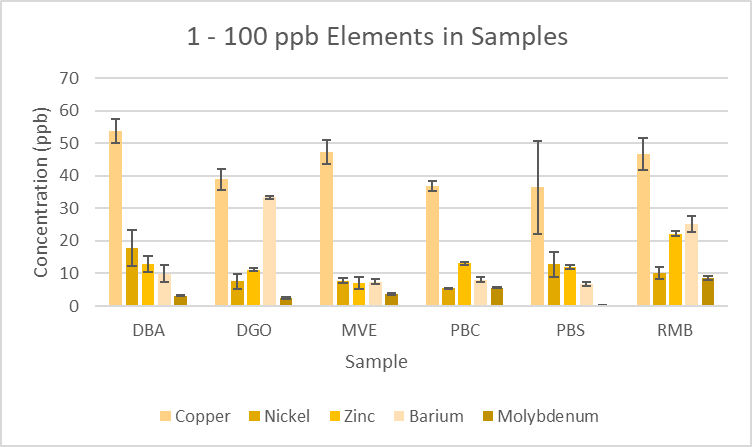 1 - 100 ppb Elements in Samples
70
60
50
40
30
20
10
0
Concentration (ppb)
DBA DGO MVE PBC PBS RMB
Sample
Copper Nickel Zinc Barium Molybdenum